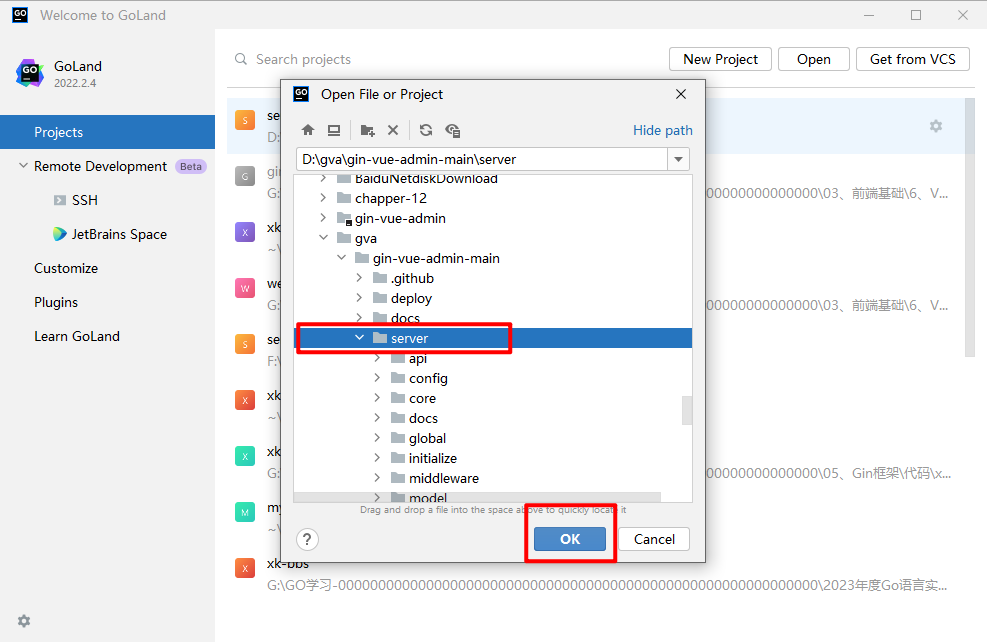 GO Welcome to GoLand
GO GoLand
2022.2.4
Search projects
New Project
Open
Get from VCS
Projects
Remote Development Beta
SSH
JetBrains Space
Customize
Plugins
Learn GoLand
S se
D:
G gin
G:
00000000000000\03、前端基础\6、V...
X xk
~\
W we
G:
00000000000000\03、前端基础\6、V...
S se
F:\
X xk
~\
X xk
G:
00000000000000\05、Gin框架\代码\x...
M my
~\
X xk-bbs
G:\GO学习-0000000000000000000000000000000000000000000000000\2023年度Go语言实...
GO Open File or Project
Hide path
D:\gva\gin-vue-admin-main\server
BaiduNetdiskDownload
chapper-12
gin-vue-admin
gva
gin-vue-admin-main
.github
deploy
docs
server
api
config
core
docs
global
initialize
middleware
model
Drag and drop a file into the space above to quickly locate it
?
OK
Cancel